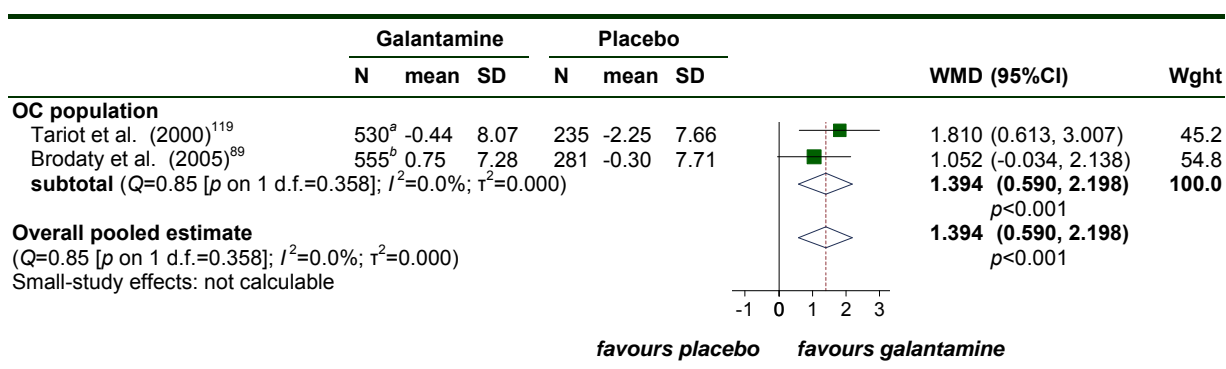 Galantamine Placebo
N mean SD N mean SD WMD (95%CI) Wght
OC population
Tariot et al. (2000)119 530a -0.44 8.07 235 -2.25 7.66 1.810 (0.613, 3.007) 45.2
Brodaty et al. (2005)89 555b 0.75 7.28 281 -0.30 7.71 1.052 (-0.034, 2.138) 54.8
subtotal (Q=0.85 [p on 1 d.f.=0.358]; I2=0.0%; τ2=0.000) 1.394 (0.590, 2.198) 100.0
p<0.001
Overall pooled estimate 1.394 (0.590, 2.198)
(Q=0.85 [p on 1 d.f.=0.358]; I2=0.0%; τ2=0.000) p<0.001
Small-study effects: not calculable
-1 0 1 2 3
favours placebo favours galantamine